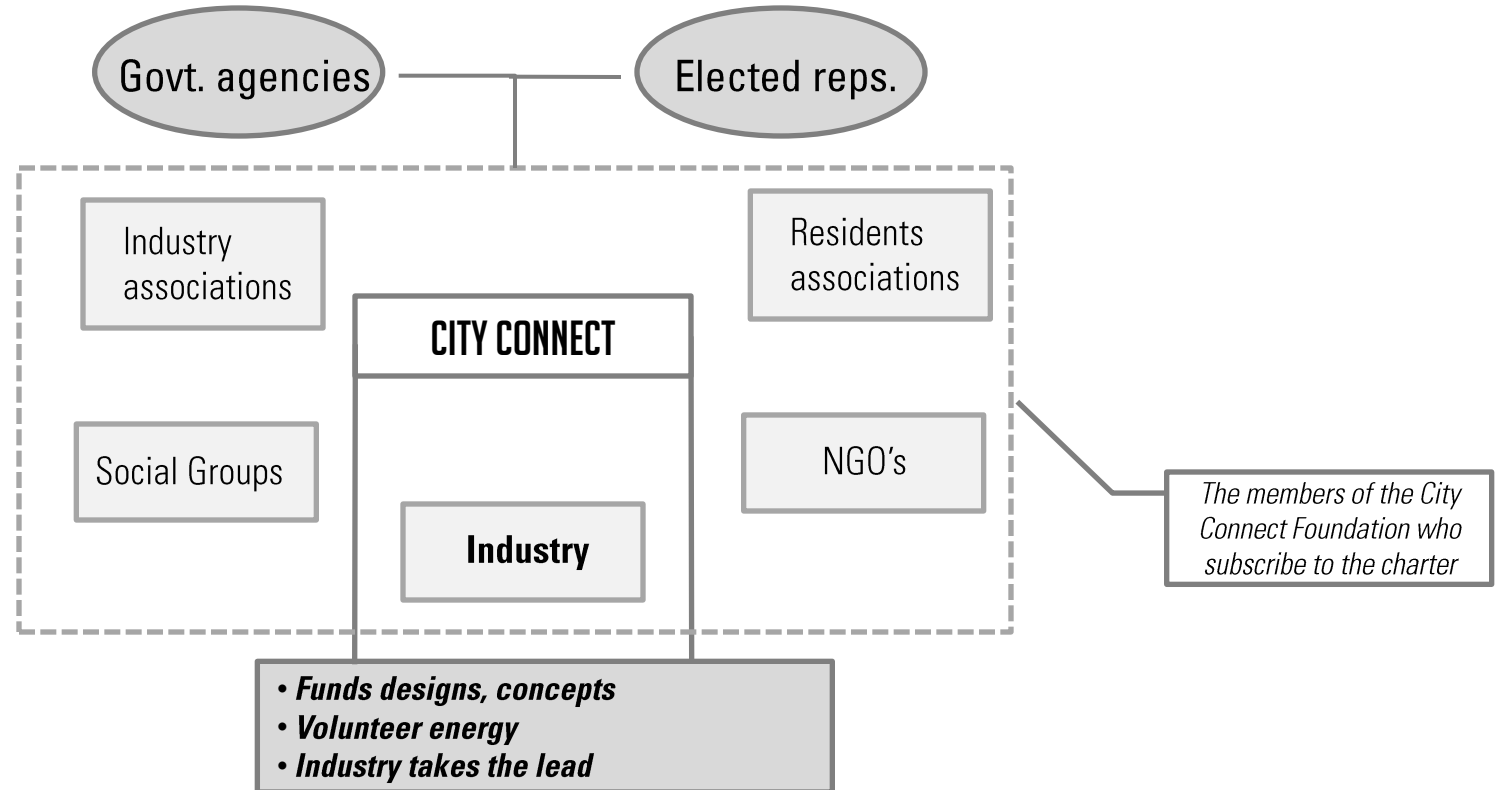 Govt. agencies
Elected reps.
Industry
associations
Residents
associations
CITY CONNECT
Social Groups
NGO's
Industry
The members of the City
Connect Foundation who
subscribe to the charter
• Funds designs, concepts
• Volunteer energy
• Industry takes the lead